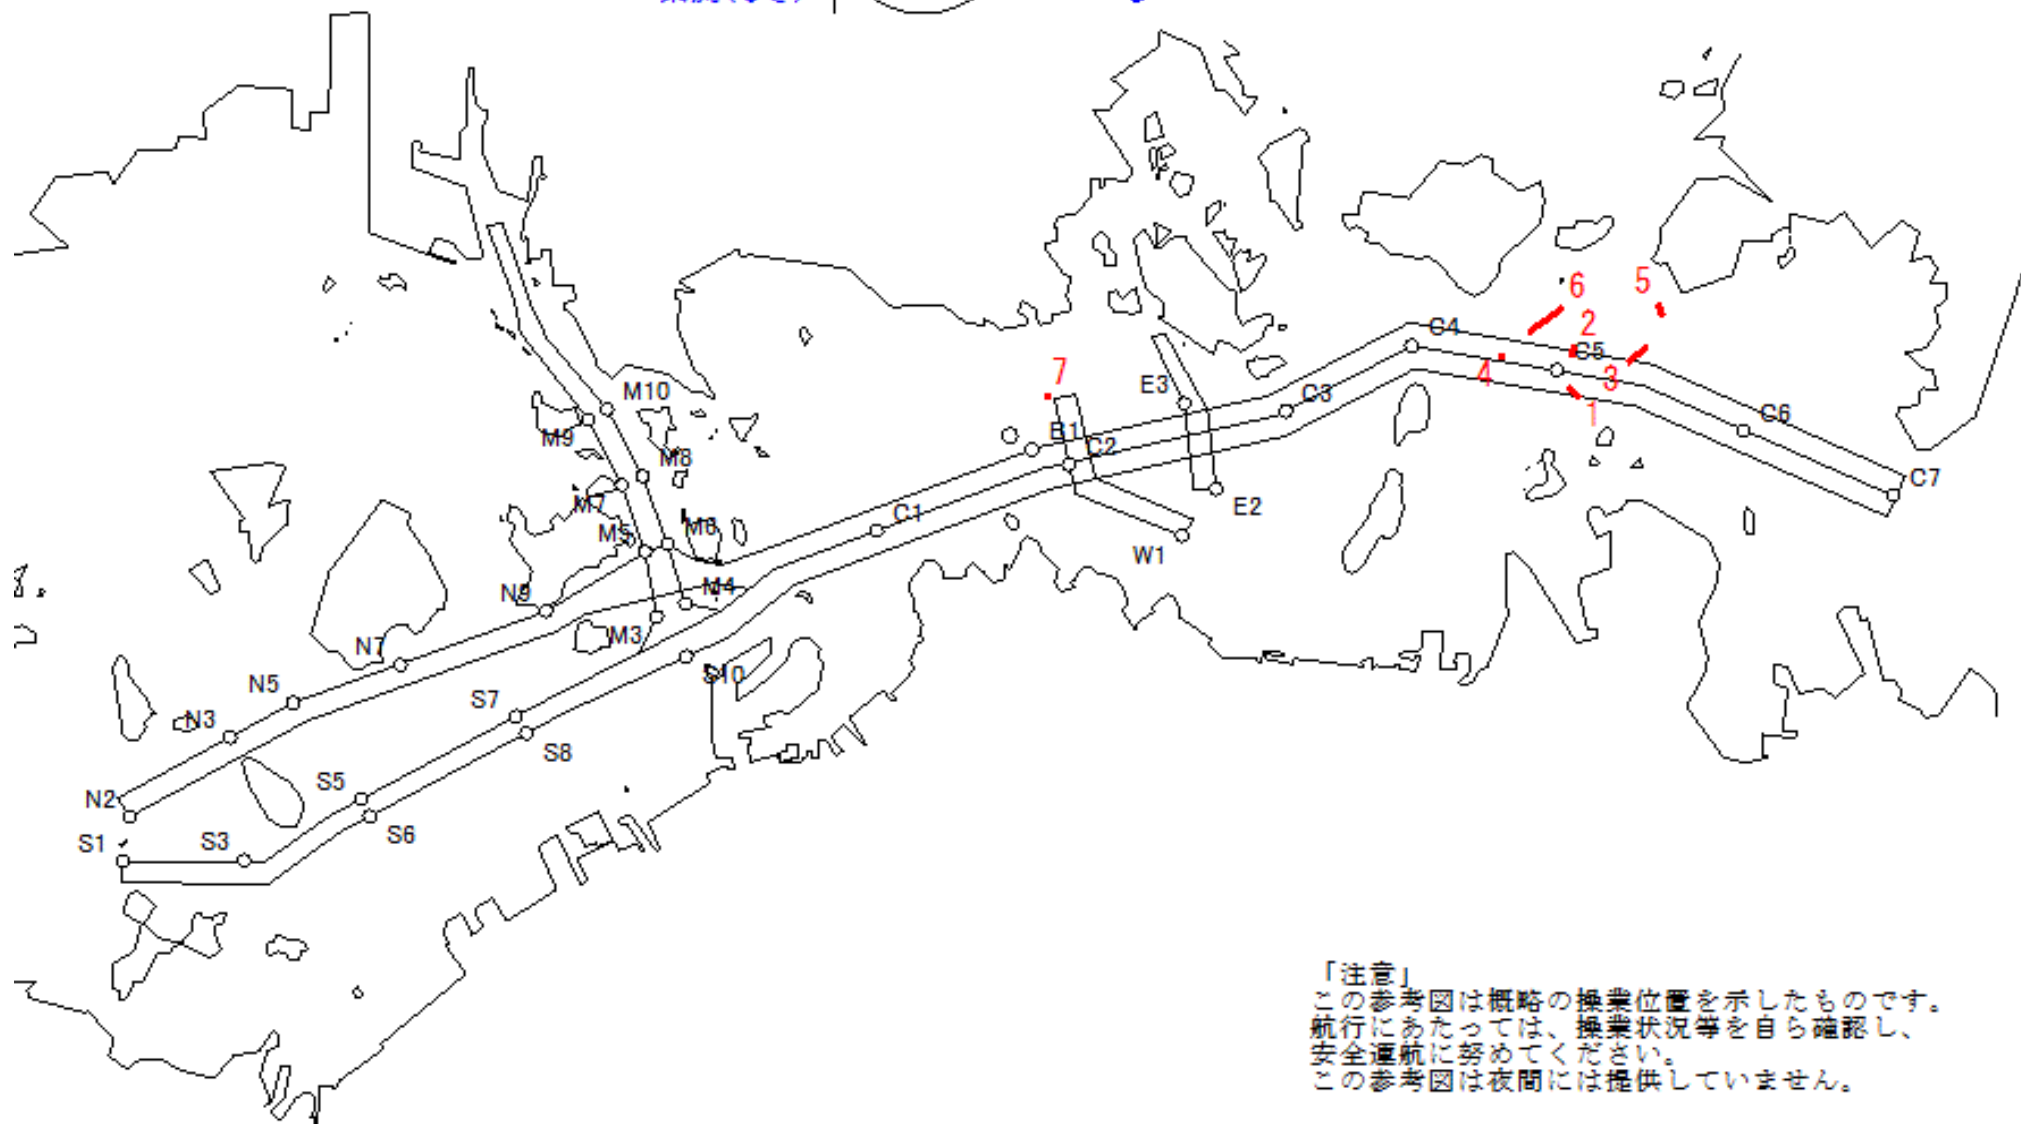 6
5
2
C4
C5
4
3
7
M10
E3
C3
1
C6
M9
B1
M8
C2
C7
M7
E2
M5
M6
C1
W1
N9
M4
M3
N7
S10
N5
S7
N3
S8
S5
N2
S6
S1
S3
「注意」
この参考図は概略の操業位置を示したものです。
航行にあたっては、操業状況等を自ら確認し、
安全運航に努めてください。
この参考図は夜間には提供していません。